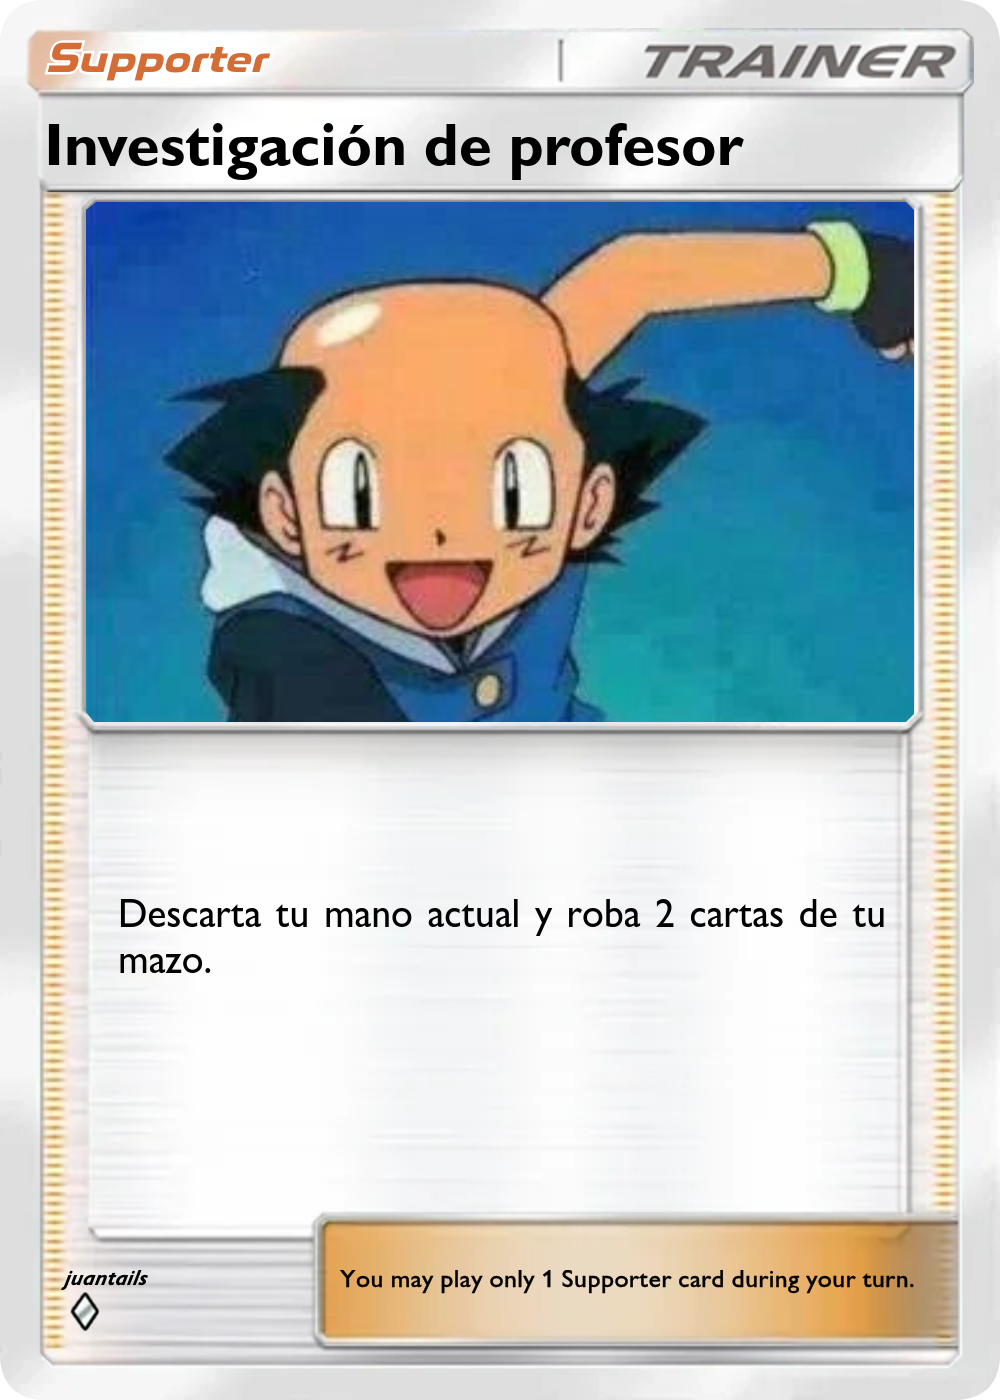 Supporter
TRAINER
Investigación de profesor
Descarta tu mano actual y roba 2 cartas de tu
mazo.
juantails
You may play only 1 Supporter card during your turn.